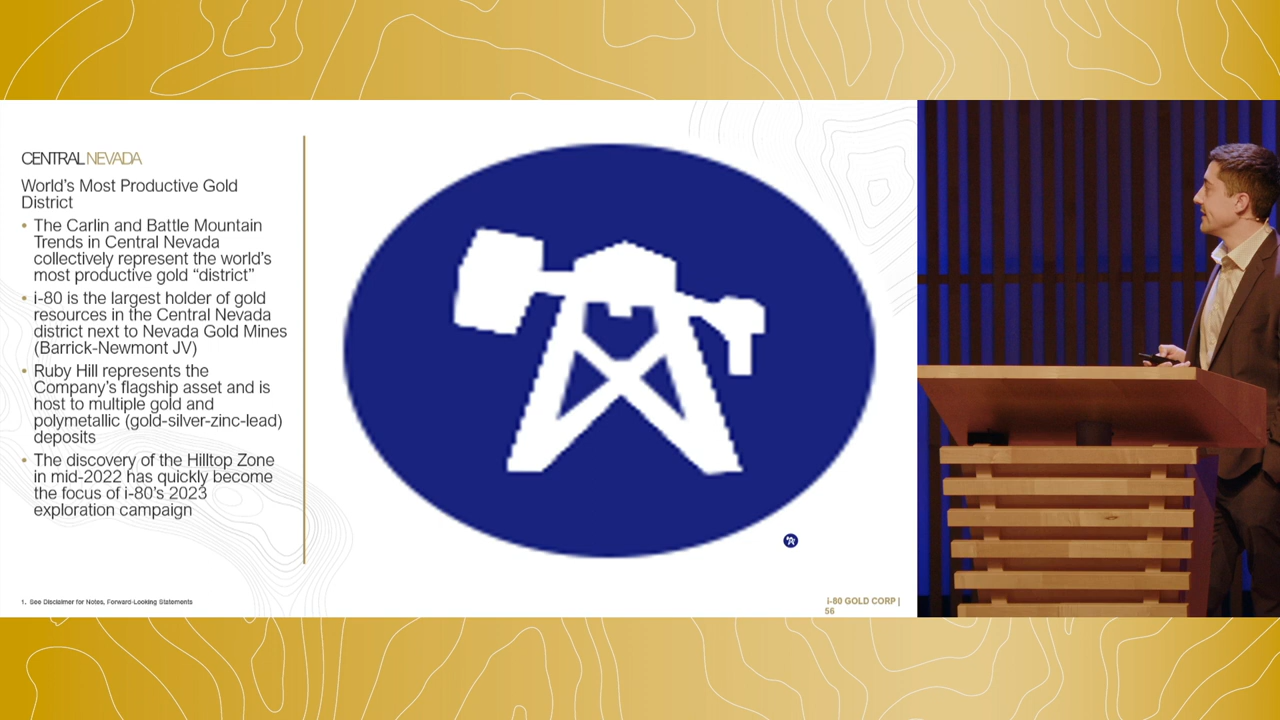 CENTRAL NEVADA
World's Most Productive Gold
District
• The Carlin and Battle Mountain
Trends in Central Nevada
collectively represent the world's
most productive gold “district”
• i-80 is the largest holder of gold
resources in the Central Nevada
district next to Nevada Gold Mines
(Barrick-Newmont JV)
• Ruby Hill represents the
Company's flagship asset and is
host to multiple gold and
polymetallic (gold-silver-zinc-lead)
deposits
• The discovery of the Hilltop Zone
in mid-2022 has quickly become
the focus of i-80's 2023
exploration campaign
1. See Disclaimer for Notes, Forward-Looking Statements
i-80 GOLD CORP |
56